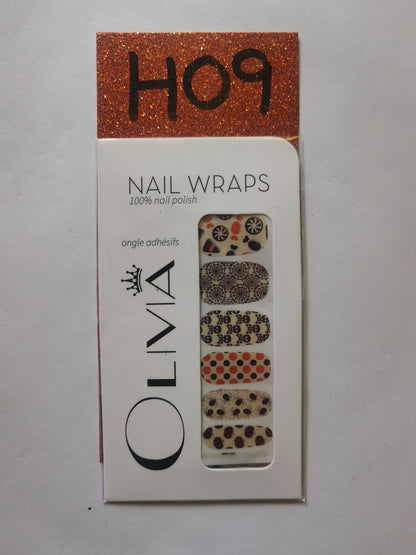 H09
NAIL WRAPS
100% nail polish
ongle adhésifs
OLIVIA